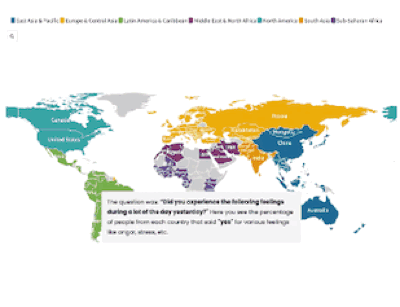 East Asia & Pacific Europe & Central Asia Latin America & Caribbean Middle East & North Africa North America South Asia Sub-Saharan Africa
Canada
Russia
United States
Kazakhstan
Mongolia
China
Mexico
India
Brazil
Australia
The question was: "Did you experience the following feelings
during a lot of the day yesterday?" Here you see the percentage
of people from each country that said "yes" for various feelings
like anger, stress, etc.